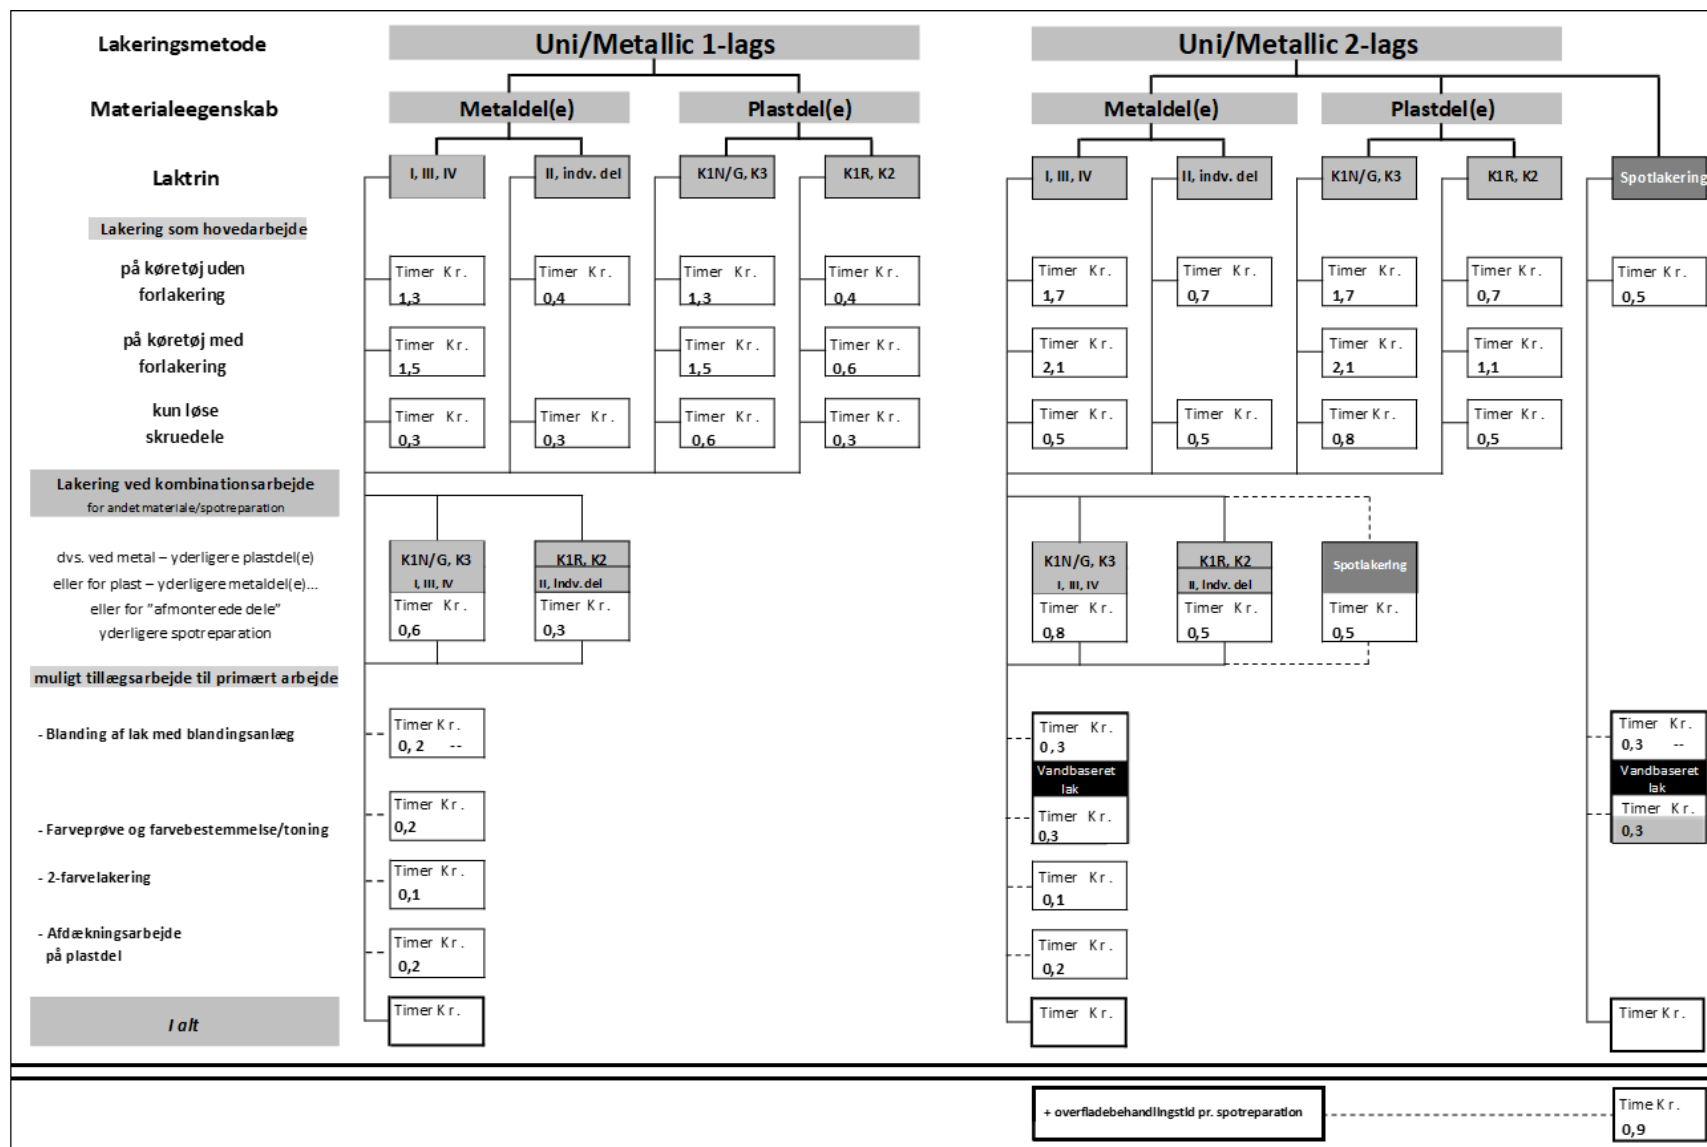 Lakeringsmetode
Uni/Metallic 1-lags
Uni/Metallic 2-lags
Materialeegenskab
Metaldel(e)
Plastdel(e)
Metaldel(e)
Plastdel(e)
Laktrin
I, III, IV
II, indv. del
K1N/G, K3
K1R, K2
I, III, IV
II, indv. del
K1N/G, K3
K1R, K2
Spotlakering
Lakering som hovedarbejde
på køretøj uden
forlakering
Timer Kr.
1,3
Timer Kr.
0,4
Timer Kr.
1,3
Timer Kr.
0,4
Timer Kr.
1,7
Timer Kr.
0,7
Timer Kr.
1,7
Timer Kr.
0,7
Timer Kr.
0,5
på køretøj med
forlakering
Timer Kr.
1,5
Timer Kr.
1,5
Timer Kr.
0,6
Timer Kr.
2,1
Timer Kr.
2,1
Timer Kr.
1,1
kun løse
skruedele
Timer Kr.
0,3
Timer Kr.
0,3
Timer Kr.
0,6
Timer Kr.
0,3
Timer Kr.
0,5
Timer Kr.
0,5
Timer Kr.
0,8
Timer Kr.
0,5
Lakering ved kombinationsarbejde
for andet materiale/spotreparation
dvs. ved metal – yderligere plastdel(e)
eller for plast – yderligere metaldel(e)...
eller for "afmonterede dele"
yderligere spotreparation
K1N/G, K3
I, III, IV
Timer Kr.
0,6
K1R, K2
II, Indv. del
Timer Kr.
0,3
K1N/G, K3
I, III, IV
Timer Kr.
0,8
K1R, K2
II, Indv. del
Timer Kr.
0,5
Spotlakering
Timer Kr.
0,5
muligt tillægsarbejde til primært arbejde
- Blanding af lak med blandingsanlæg
Timer Kr.
0, 2 --
Timer Kr.
0, 3
Vandbaseret
lak
Timer Kr.
0,3 --
Vandbaseret
lak
- Farveprøve og farvebestemmelse/toning
Timer Kr.
0,2
Timer Kr.
0,3
Timer Kr.
0,3
- 2-farvelakering
Timer Kr.
0,1
Timer Kr.
0,1
- Afdækningsarbejde
på plastdel
Timer Kr.
0,2
Timer Kr.
0,2
I alt
Timer Kr.
Timer Kr.
Timer Kr.
+ overfladebehandlingstid pr. spotreparation
Time Kr.
0,9